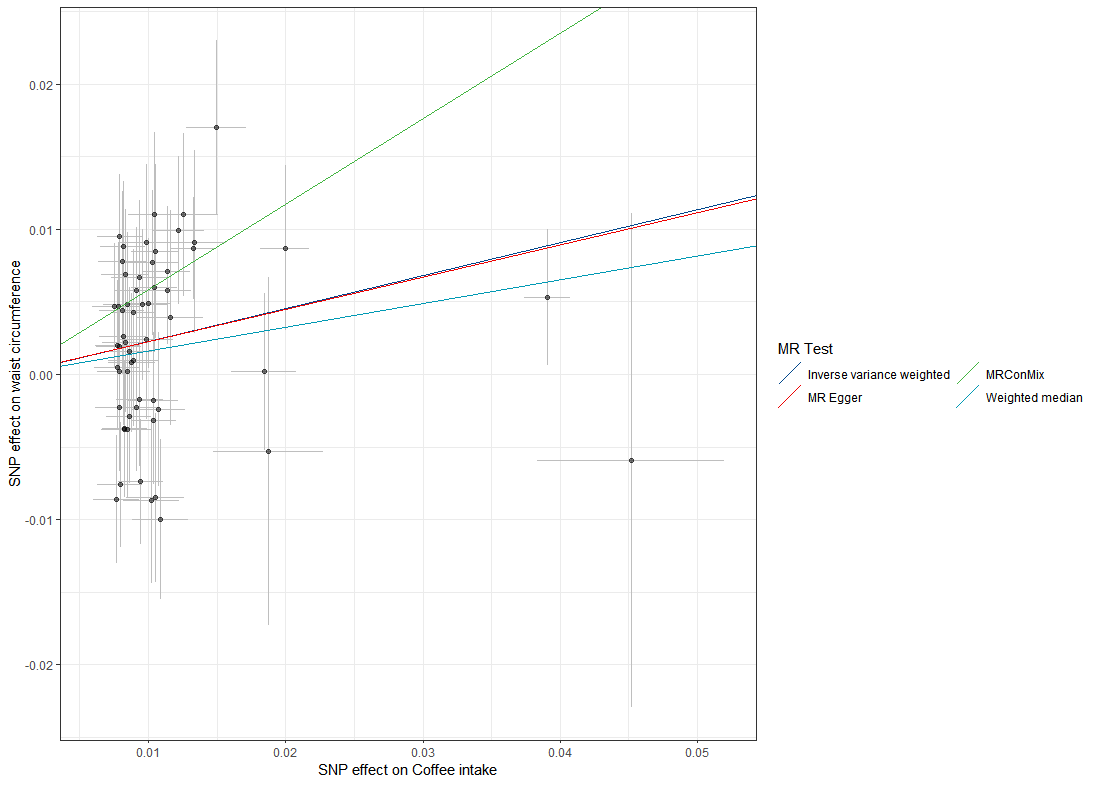 0.02
0.01
0.00
-0.01
-0.02
SNP effect on waist circumference
0.01 0.02 0.03 0.04 0.05
SNP effect on Coffee intake
MR Test
Inverse variance weighted MRConMix
MR Egger Weighted median